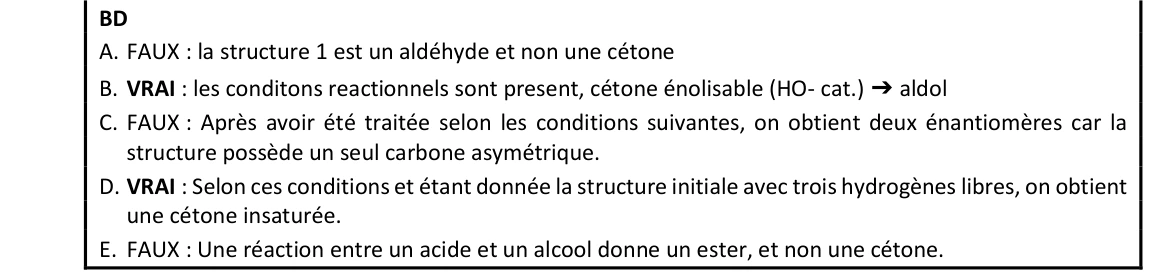 BD
A. FAUX : la structure 1 est un aldéhyde et non une cétone
B. VRAI : les conditons reactionnels sont present, cétone énolisable (HO- cat.) ➔ aldol
C. FAUX : Après avoir été traitée selon les conditions suivantes, on obtient deux énantiomères car la
structure possède un seul carbone asymétrique.
D. VRAI : Selon ces conditions et étant donnée la structure initiale avec trois hydrogènes libres, on obtient
une cétone insaturée.
E. FAUX : Une réaction entre un acide et un alcool donne un ester, et non une cétone.